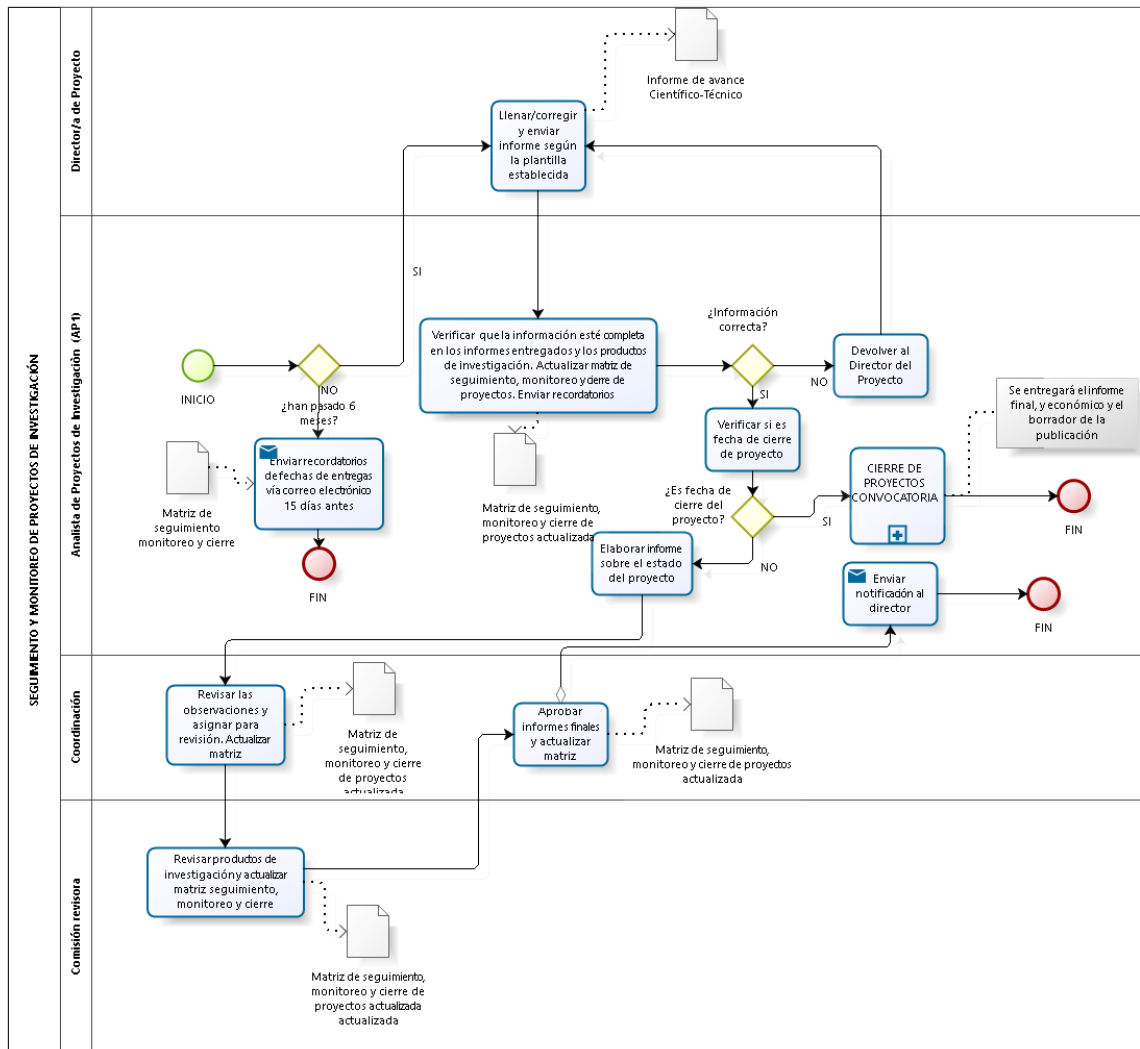 SEGUIMIENTO Y MONITOREO DE PROYECTOS DE INVESTIGACIÓN
Director/a de Proyecto
Informe de avance
Científico-Técnico
Llenar/corregir
y enviar
informe según
la plantilla
establecida
Analista de Proyectos de Investigación (AP1)
SI
INICIO
NO
¿han pasado 6
meses?
Enviar recordatorios
de fechas de entregas
vía correo electrónico
15 días antes
Matriz de
seguimiento
monitoreo y cierre
FIN
Verificar que la información esté completa
en los informes entregados y los productos
de investigación. Actualizar matriz de
seguimiento, monitoreo y cierre de
proyectos. Enviar recordatorios
Matriz de seguimiento,
monitoreo y cierre de
proyectos actualizada
¿Información
correcta?
NO
Devolver al
Director del
Proyecto
SI
Verificar si es
fecha de cierre
de proyecto
¿Es fecha de
cierre del
proyecto?
SI
CIERRE DE
PROYECTOS
CONVOCATORIA
Se entregará el informe
final, y económico y el
borrador de la
publicación
FIN
NO
Elaborar informe
sobre el estado
del proyecto
Enviar
notificación al
director
FIN
Coordinación
Revisar las
observaciones y
asignar para
revisión. Actualizar
matriz
Matriz de
seguimiento,
monitoreo y cierre
de proyectos
actualizada
Aprobar
informes finales
y actualizar
matriz
Matriz de seguimiento,
monitoreo y cierre de proyectos
actualizada
Comisión revisora
Revisar productos de
investigación y actualizar
matriz seguimiento,
monitoreo y cierre
Matriz de seguimiento,
monitoreo y cierre de
proyectos actualizada
actualizada